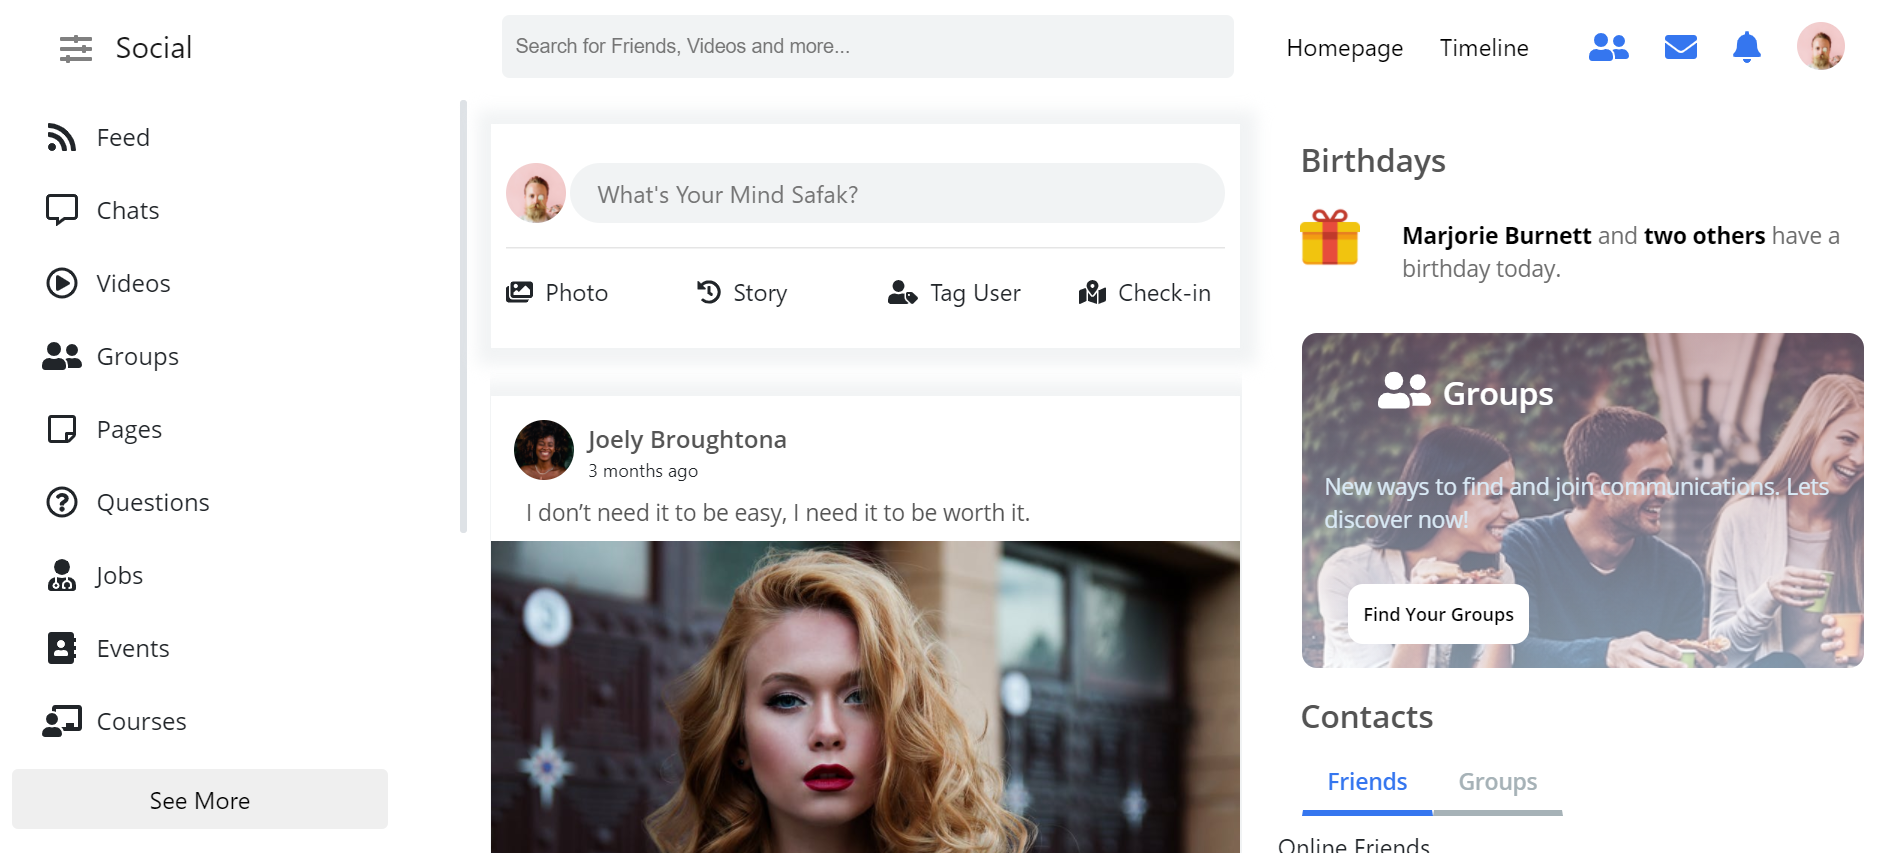 Social
Search for Friends, Videos and more...
Homepage
Timeline
Feed
Chats
Videos
Groups
Pages
Questions
Jobs
Events
Courses
See More
What's Your Mind Safak?
Photo
Story
Tag User
Check-in
Joely Broughtona
3 months ago
I don’t need it to be easy, I need it to be worth it.
Birthdays
Marjorie Burnett and two others have a
birthday today.
Groups
New ways to find and join communications. Lets
discover now!
Find Your Groups
Contacts
Friends
Groups
Online Friends